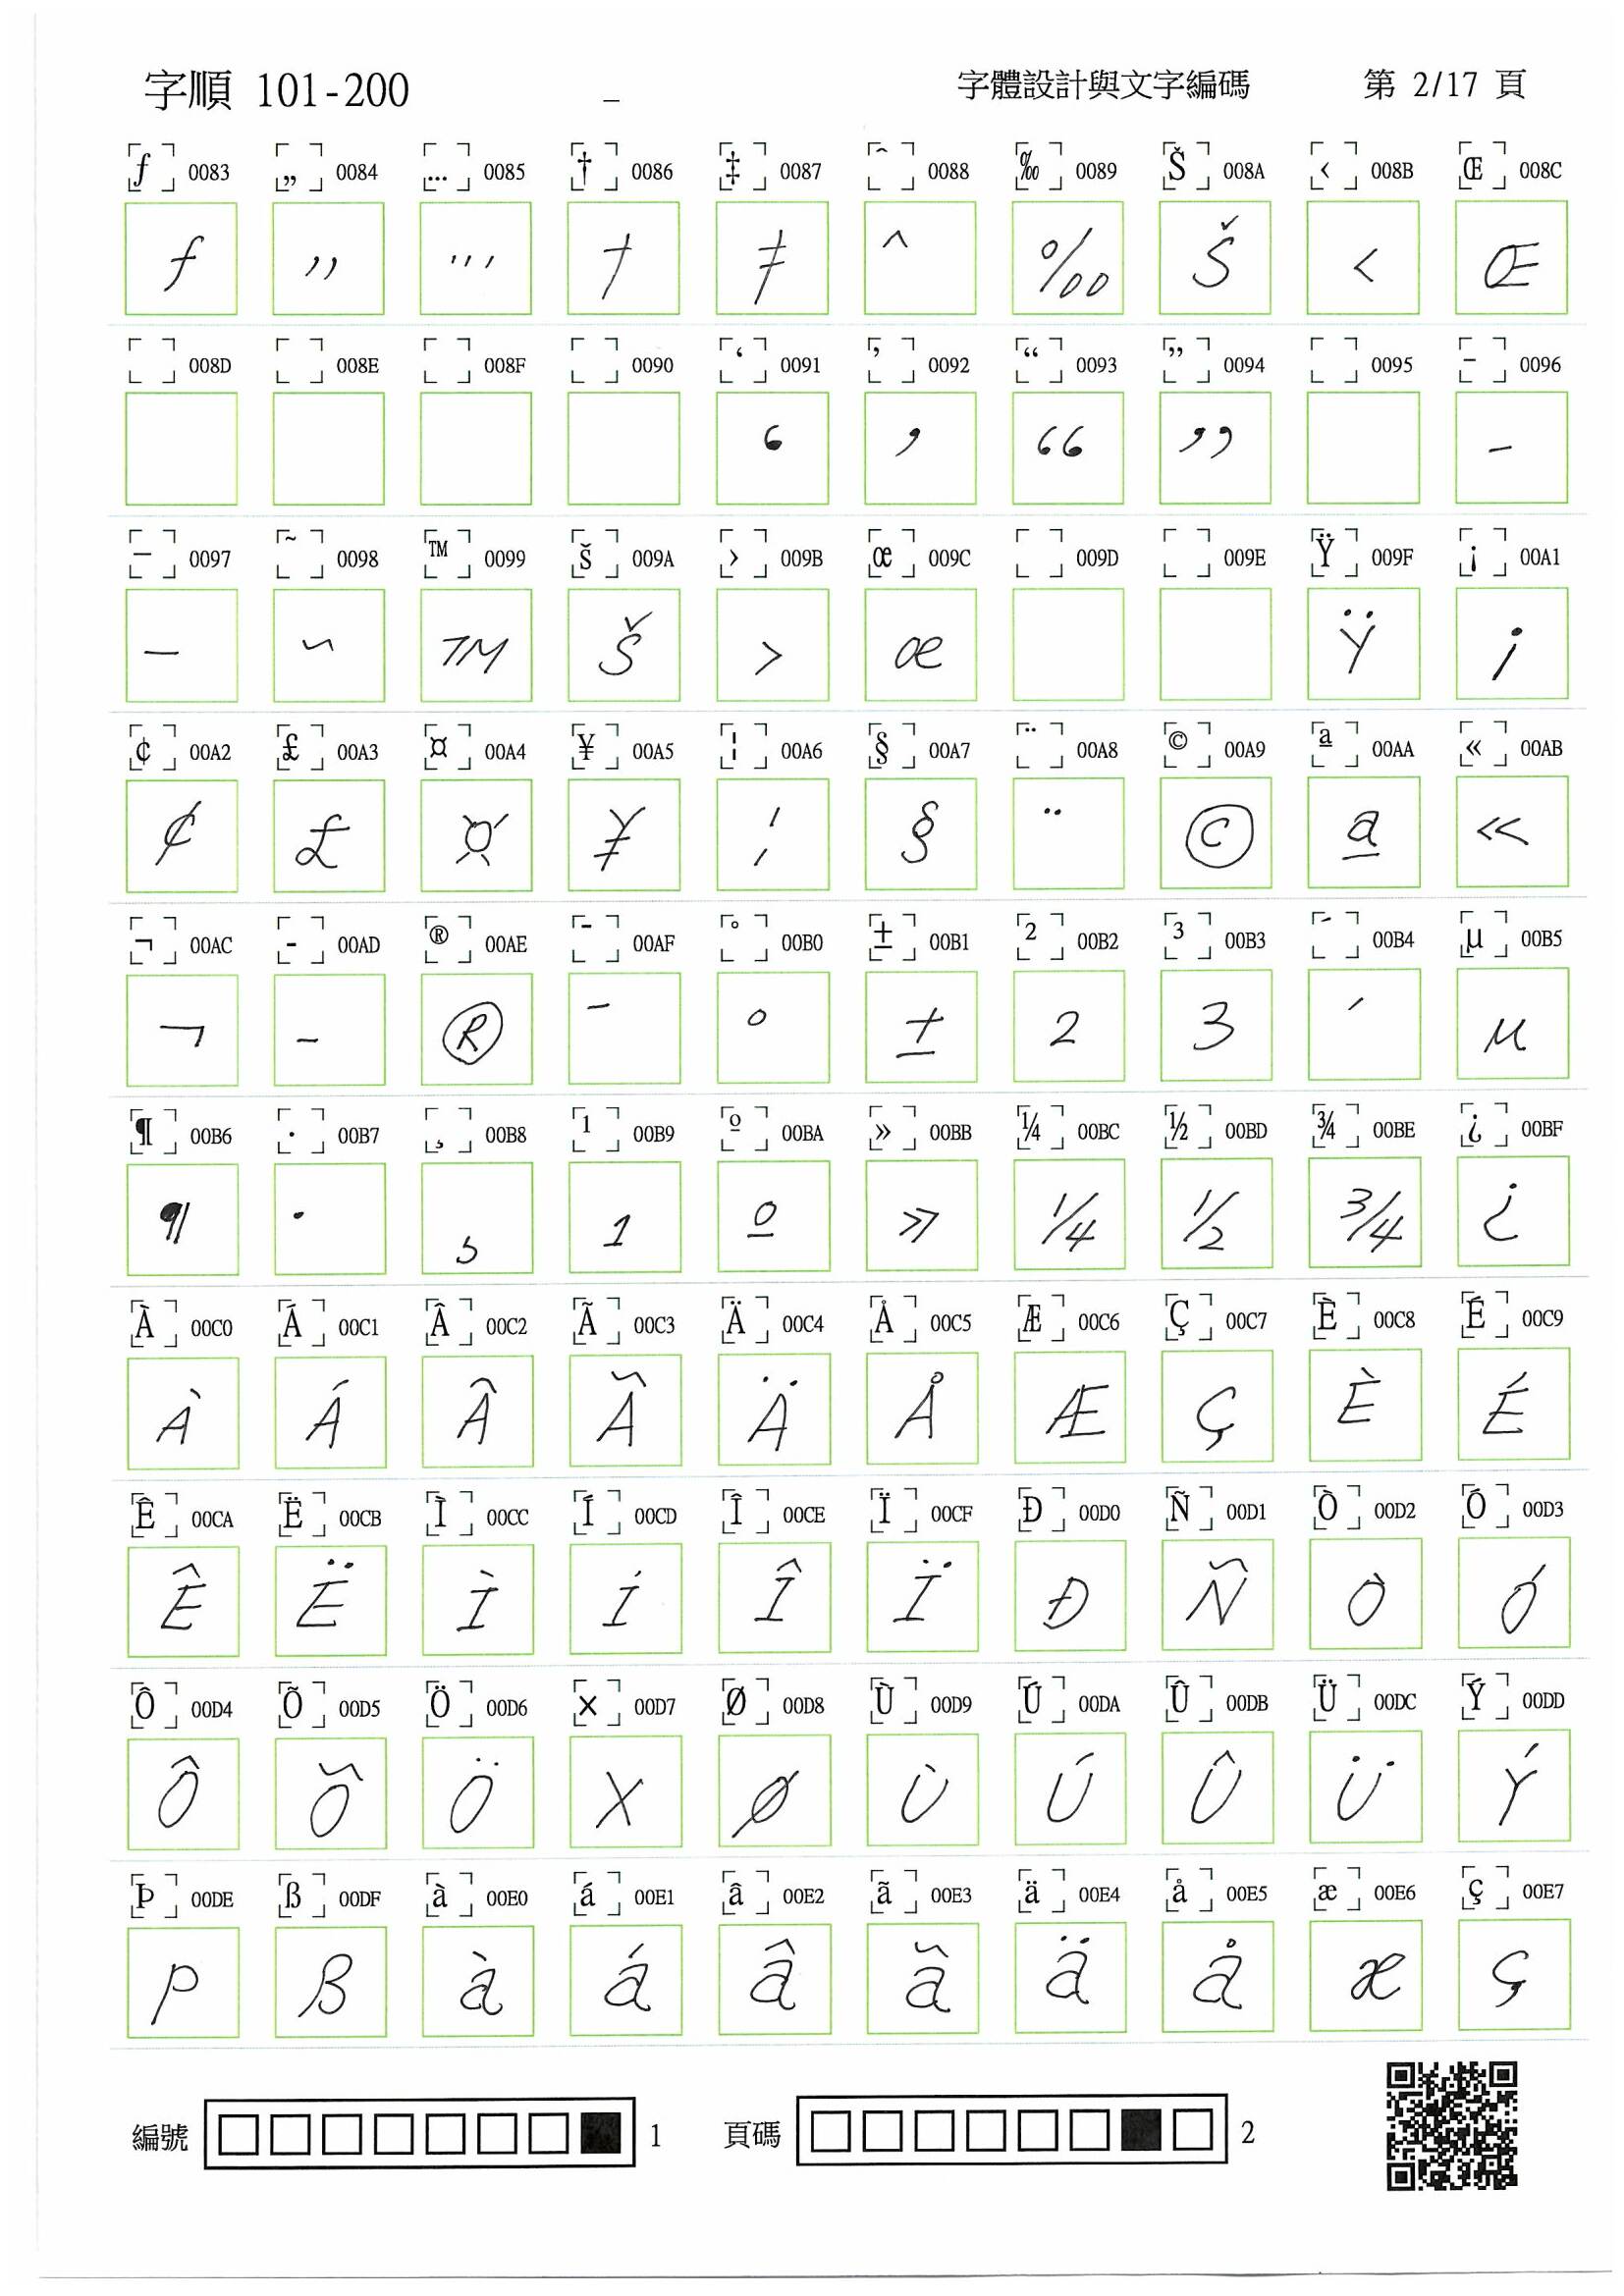 字順 101-200 _ 字體設計與文字編碼 第 2/17 頁
ƒ 0083 „ 0084 … 0085 † 0086 ‡ 0087 ˆ 0088 ‰ 0089 Š 008A ‹ 008B Œ 008C
ƒ „ … † ‡ ˆ ‰ Š ‹ Œ
008D 008E 008F 0090 ‘ 0091 ’ 0092 “ 0093 ” 0094 0095 – 0096
‘ ’ “ ” –
— 0097 ˜ 0098 ™ 0099 š 009A › 009B œ 009C 009D 009E Ÿ 009F ¡ 00A1
— ˜ ™ š › œ Ÿ ¡
¢ 00A2 £ 00A3 ¤ 00A4 ¥ 00A5 ¦ 00A6 § 00A7 ¨ 00A8 © 00A9 ª 00AA « 00AB
¢ £ ¤ ¥ ¦ § ¨ © ª «
¬ 00AC - 00AD ® 00AE ¯ 00AF ° 00B0 ± 00B1 ² 00B2 ³ 00B3 ´ 00B4 µ 00B5
¬ - ® ¯ ° ± 2 3 ´ µ
¶ 00B6 · 00B7 ¸ 00B8 ¹ 00B9 º 00BA » 00BB ¼ 00BC ½ 00BD ¾ 00BE ¿ 00BF
¶ · ¸ 1 º » ¼ ½ ¾ ¿
À 00C0 Á 00C1 Â 00C2 Ã 00C3 Ä 00C4 Å 00C5 Æ 00C6 Ç 00C7 È 00C8 É 00C9
À Á Â Ã Ä Å Æ Ç È É
Ê 00CA Ë 00CB Ì 00CC Í 00CD Î 00CE Ï 00CF Ð 00D0 Ñ 00D1 Ò 00D2 Ó 00D3
Ê Ë Ì Í Î Ï Ð Ñ Ò Ó
Ô 00D4 Õ 00D5 Ö 00D6 × 00D7 Ø 00D8 Ù 00D9 Ú 00DA Û 00DB Ü 00DC Ý 00DD
Ô Õ Ö × Ø Ù Ú Û Ü Ý
Þ 00DE ß 00DF à 00E0 á 00E1 â 00E2 ã 00E3 ä 00E4 å 00E5 æ 00E6 ç 00E7
Þ ß à á â ã ä å æ ç
編號 1 頁碼 2